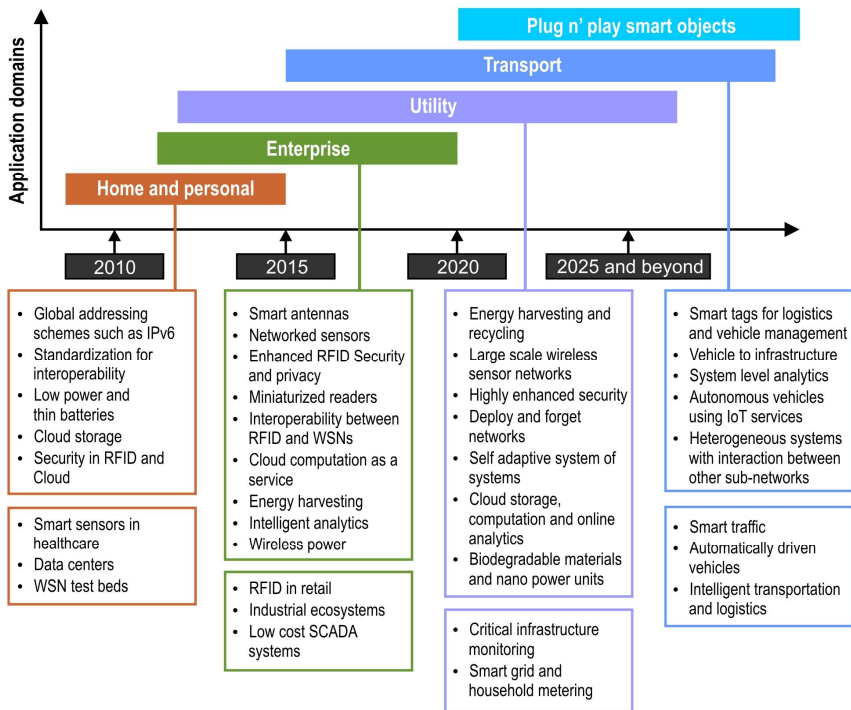 Application domains
Plug n’ play smart objects
Transport
Utility
Enterprise
Home and personal
2010
2015
2020
2025 and beyond
• Global addressing
schemes such as IPv6
• Standardization for
interoperability
• Low power and
thin batteries
• Cloud storage
• Security in RFID and
Cloud
• Smart sensors in
healthcare
• Data centers
• WSN test beds
• Smart antennas
• Networked sensors
• Enhanced RFID Security
and privacy
• Miniaturized readers
• Interoperability between
RFID and WSNs
• Cloud computation as a
service
• Energy harvesting
• Intelligent analytics
• Wireless power
• RFID in retail
• Industrial ecosystems
• Low cost SCADA
systems
• Energy harvesting and
recycling
• Large scale wireless
sensor networks
• Highly enhanced security
• Deploy and forget
networks
• Self adaptive system of
systems
• Cloud storage,
computation and online
analytics
• Biodegradable materials
and nano power units
• Critical infrastructure
monitoring
• Smart grid and
household metering
• Smart tags for logistics
and vehicle management
• Vehicle to infrastructure
• System level analytics
• Autonomous vehicles
using IoT services
• Heterogeneous systems
with interaction between
other sub-networks
• Smart traffic
• Automatically driven
vehicles
• Intelligent transportation
and logistics